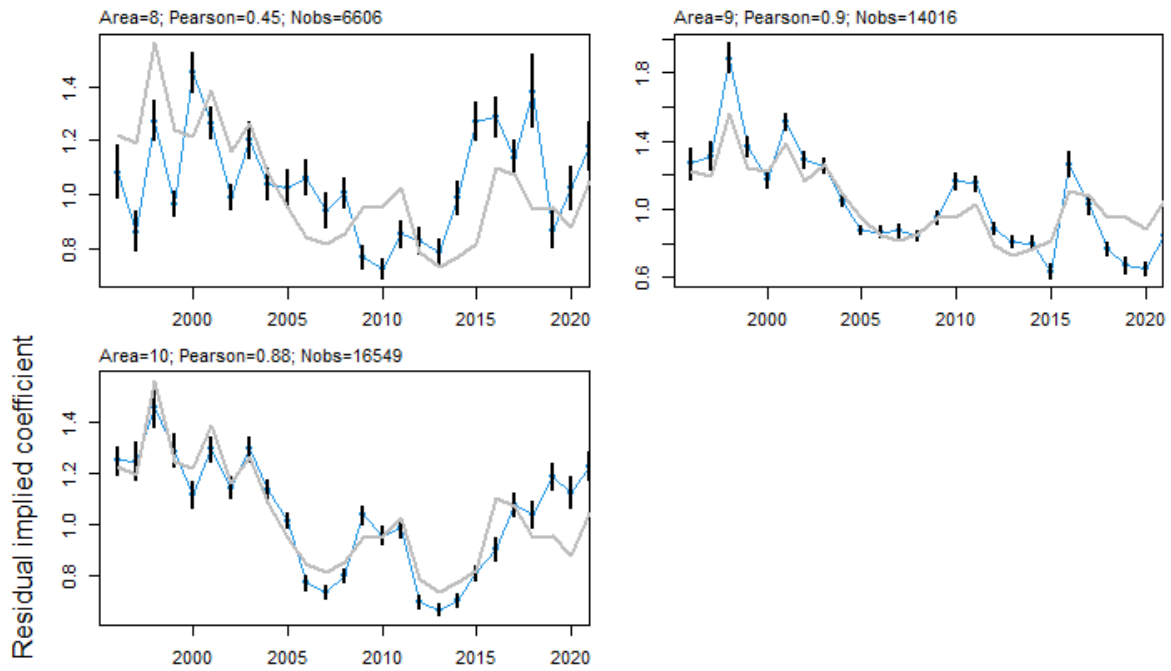 Area=8; Pearson=0.45; Nobs=6606
1.4
1.2
1.0
0.8
2000 2005 2010 2015 2020
Area=9; Pearson=0.9; Nobs=14016
1.8
1.4
1.0
0.6
2000 2005 2010 2015 2020
Area=10; Pearson=0.88; Nobs=16549
1.4
1.2
1.0
0.8
2000 2005 2010 2015 2020
Residual implied coefficient